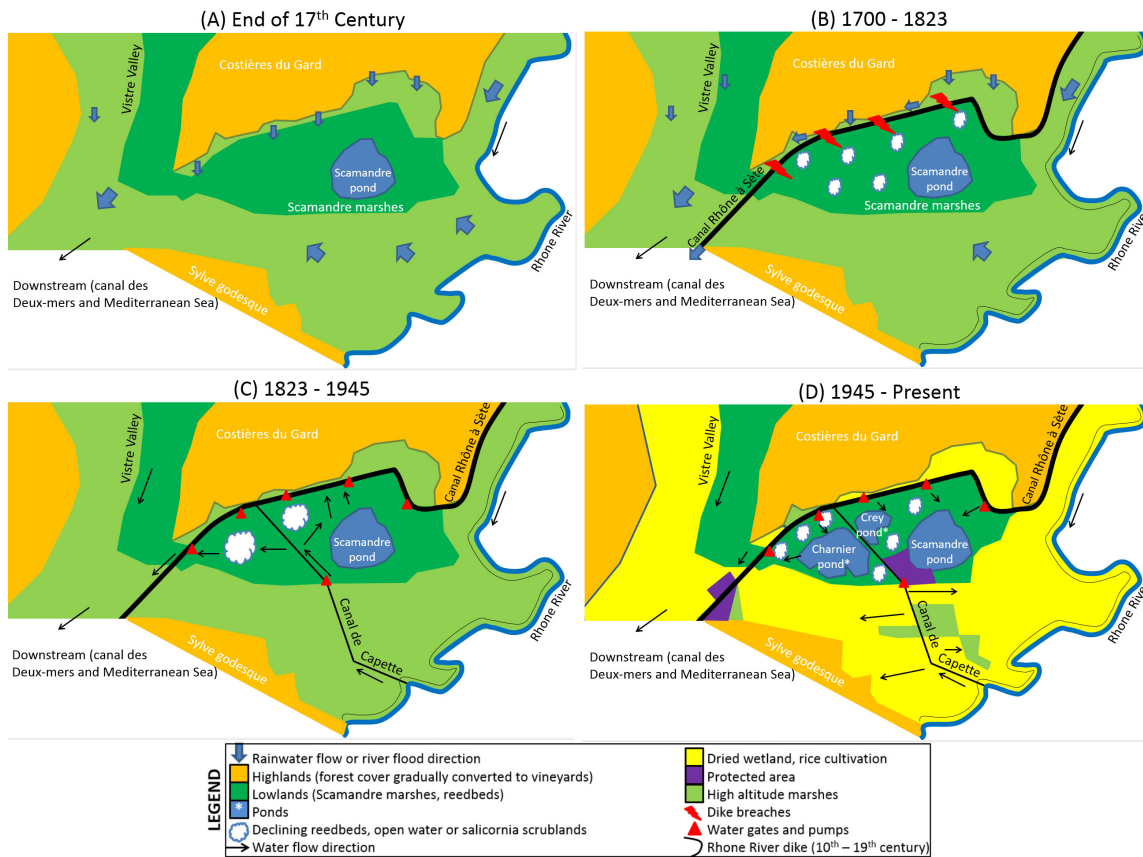 (A) End of 17th Century
Vistre Valley
Costières du Gard
Scamandre
pond
Scamandre marshes
Rhone River
Downstream (canal des
Deux-mers and Mediterranean Sea)
Sylve godesque
(B) 1700 - 1823
Vistre Valley
Costières du Gard
Scamandre
pond
Scamandre marshes
Canal Rhône à Sète
Rhone River
Downstream (canal des
Deux-mers and Mediterranean Sea)
Sylve godesque
(C) 1823 - 1945
Vistre Valley
Costières du Gard
Canal Rhône à Sète
Scamandre
pond
Rhone River
Canal de
Capette
Downstream (canal des
Deux-mers and Mediterranean Sea)
Sylve godesque
(D) 1945 - Present
Vistre Valley
Costières du Gard
Canal Rhône à Sète
Crey
pond*
Charnier
pond*
Scamandre
pond
Rhone River
Canal de
Capette
Downstream (canal des
Deux-mers and Mediterranean Sea)
Sylve godesque
LEGEND
Rainwater flow or river flood direction
Highlands (forest cover gradually converted to vineyards)
Lowlands (Scamandre marshes, reedbeds)
* Ponds
Declining reedbeds, open water or salicornia scrublands
Water flow direction
Dried wetland, rice cultivation
Protected area
High altitude marshes
Dike breaches
Water gates and pumps
Rhone River dike (10th – 19th century)